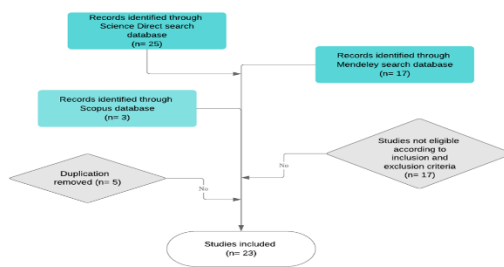 Records identified through
Science Direct search
database
(n= 25)
Records identified through
Mendeley search database
(n= 17)
Records identified through
Scopus database
(n= 3)
Studies not eligible
according to
inclusion and
exclusion criteria
(n= 17)
No
Duplication
removed (n= 5)
No
Studies included
(n= 23)